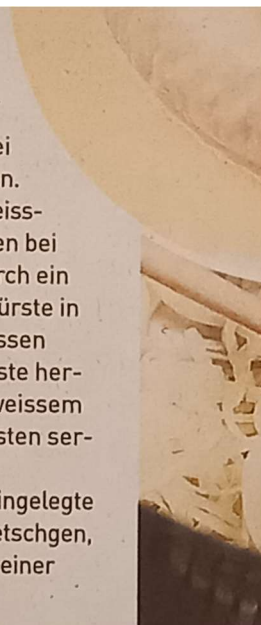 ei
n.
eiss-
en bei
rch ein
ürste in
ssen
ste her-
weissem
sten ser-
ingelegte
etschgen,
einer